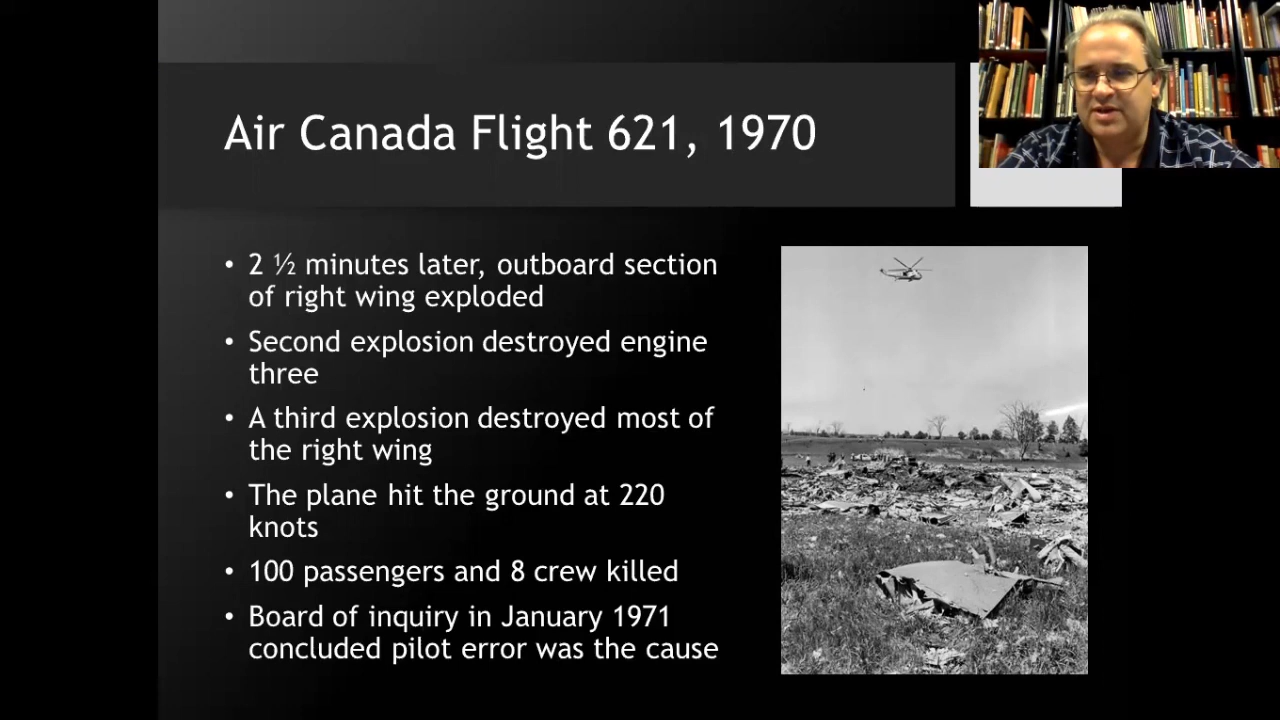 Air Canada Flight 621, 1970
• 2 ½ minutes later, outboard section
of right wing exploded
• Second explosion destroyed engine
three
• A third explosion destroyed most of
the right wing
• The plane hit the ground at 220
knots
• 100 passengers and 8 crew killed
• Board of inquiry in January 1971
concluded pilot error was the cause